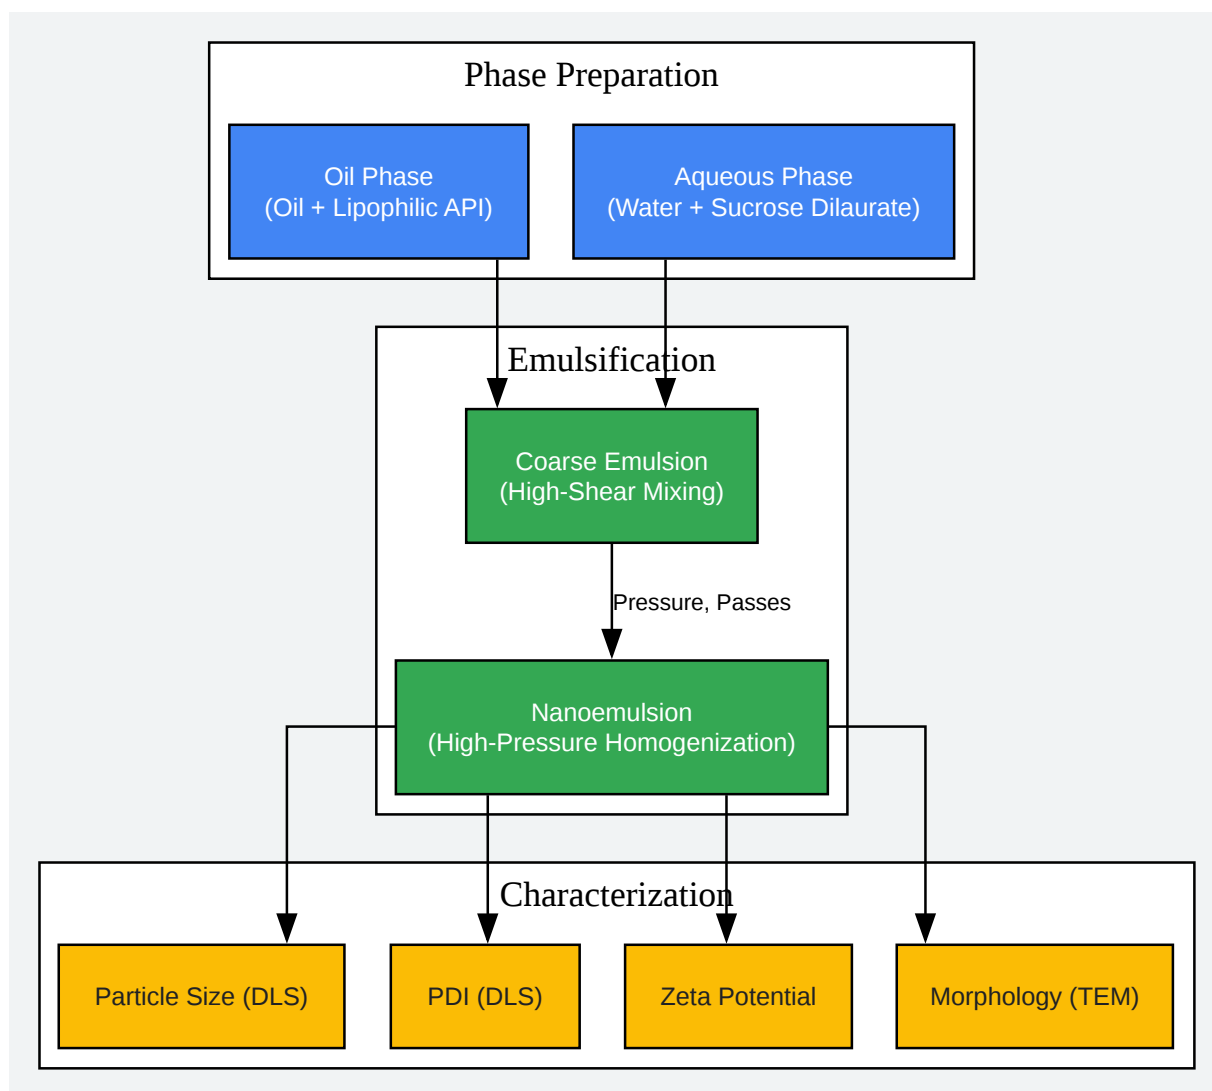 Phase Preparation
Oil Phase
(Oil + Lipophilic API)
Aqueous Phase
(Water + Sucrose Dilaurate)
Emulsification
Coarse Emulsion
(High-Shear Mixing)
Pressure, Passes
Nanoemulsion
(High-Pressure Homogenization)
Characterization
Particle Size (DLS)
PDI (DLS)
Zeta Potential
Morphology (TEM)